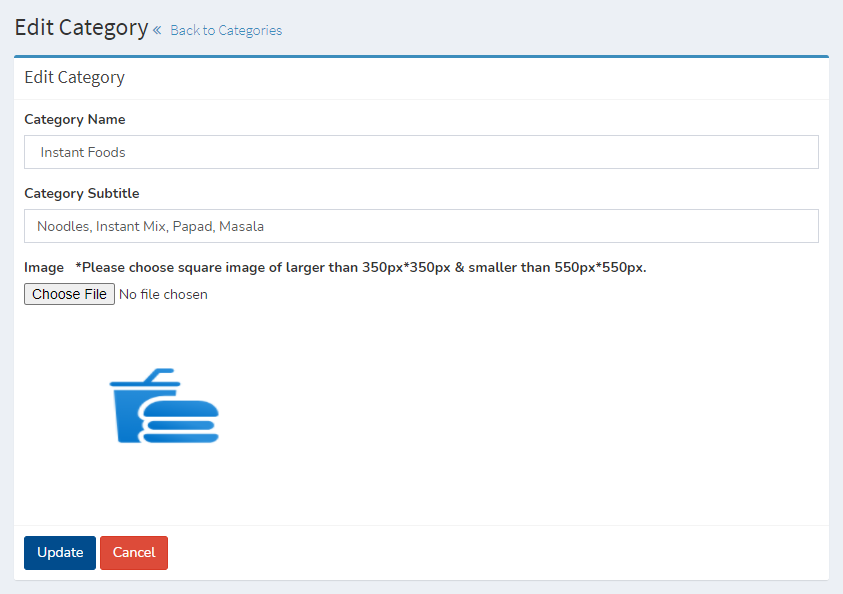 Edit Category « Back to Categories
Edit Category
Category Name
Instant Foods
Category Subtitle
Noodles, Instant Mix, Papad, Masala
Image *Please choose square image of larger than 350px*350px & smaller than 550px*550px.
Choose File No file chosen
Update Cancel